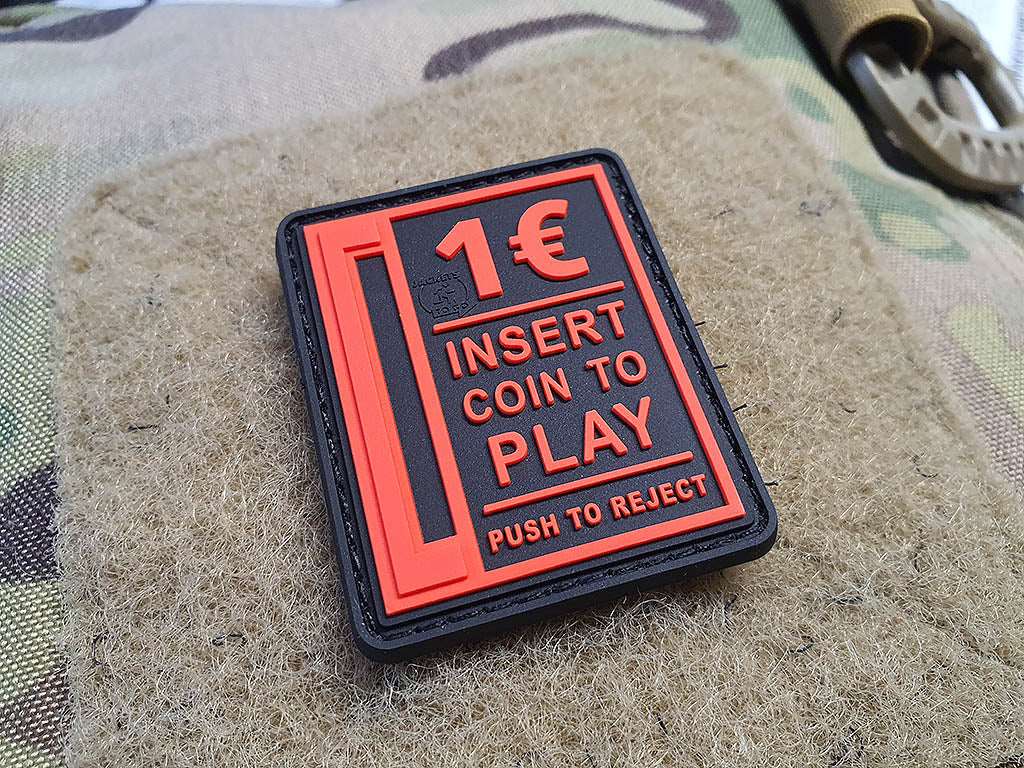 1 €
INSERT
COIN TO
PLAY
PUSH TO REJECT